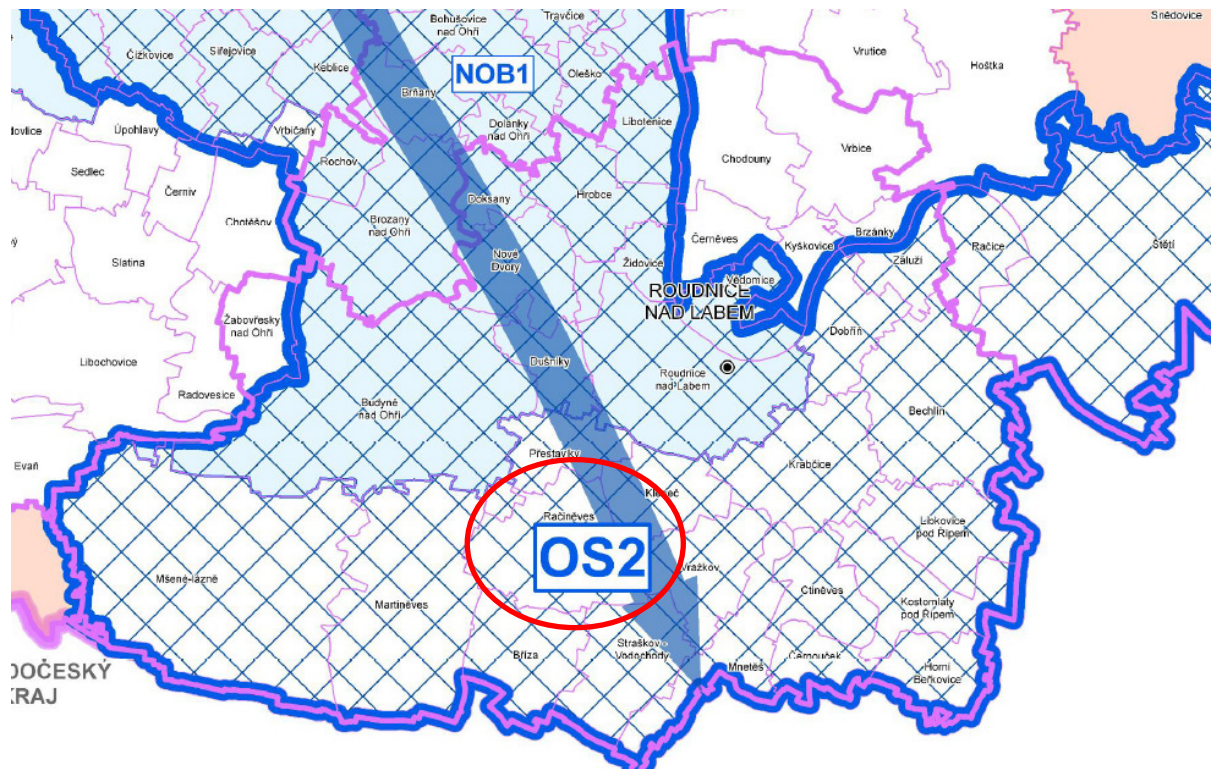 Bohušovice
nad Ohří
Travčice
Snědovice
Čížkovice
Siřejovice
Keblice
NOB1
Oleško
Vrutice
Hoštka
Brňany
dovlice
Úpohlavy
Vrbičany
Dolánky
nad Ohří
Libotenice
Rochov
Chodouny
Vrbice
Sedlec
Černiv
Doksany
Hrobce
Chotěšov
Brozany
nad Ohří
Černěves
Kyškovice
Brzánky
Račice
Štětí
ý
Slatina
Nové
Dvory
Židovice
Záluží
Vědomice
ROUDNICE
NAD LABEM
Žabovřesky
nad Ohří
Dobříň
Libochovice
Dušníky
Roudnice
nad Labem
Radovesice
Budyně
nad Ohří
Bechlín
Evaň
Přestavlky
Krabčice
Kleneč
Račiněves
Libkovice
pod Řípem
OS2
Vražkov
Mšené-lázně
Martiněves
Ctiněves
Kostomlaty
pod Řípem
Straškov -
Vodochody
Bříza
Černouček
DOČESKÝ
KRAJ
Mnetěš
Horní
Beřkovice